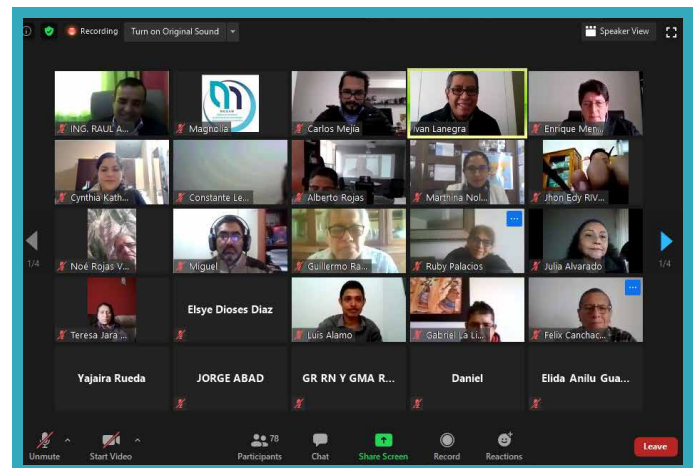 Recording Turn on Original Sound Speaker View
ING. RAUL A...
Magnolia
Carlos Mejía
Ivan Lanegra
Enrique Men...
Cynthia Kath...
Constante Le...
Alberto Rojas
Marthina Nol...
Jhon Edy RIV...
1/4
Noé Rojas V...
Miguel
Guillermo Ra...
Ruby Palacios
Julia Alvarado
1/4
Teresa Jara ...
Elsye Dioses Diaz
Luis Alamo
Gabriel La Li...
Felix Canchac...
Yajaira Rueda
JORGE ABAD
GR RN Y GMA R...
Daniel
Elida Anilu Gua...
Unmute
Start Video
78
Participants
Chat
Share Screen
Record
Reactions
Leave